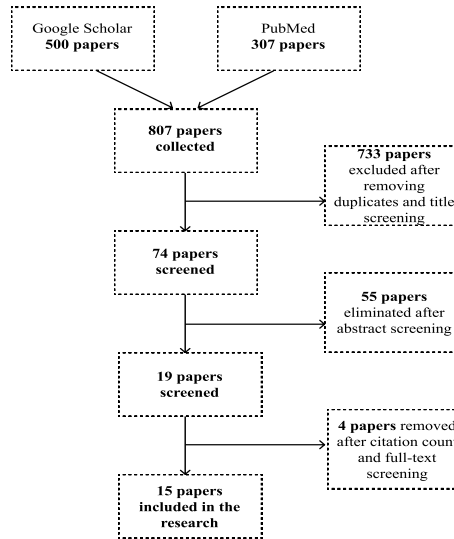 Google Scholar
500 papers
PubMed
307 papers
807 papers
collected
733 papers
excluded after
removing
duplicates and title
screening
74 papers
screened
55 papers
eliminated after
abstract screening
19 papers
screened
4 papers removed
after citation count
and full-text
screening
15 papers
included in the
research